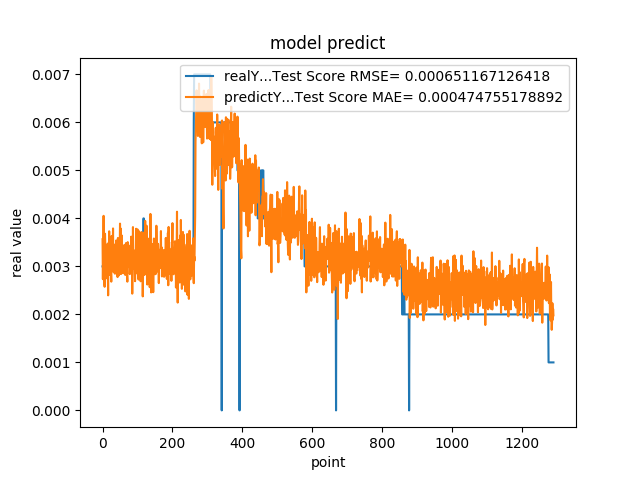 model predict
realY...Test Score RMSE= 0.000651167126418
predictY...Test Score MAE= 0.000474755178892
0.007
0.006
0.005
0.004
0.003
0.002
0.001
0.000
real value
0 200 400 600 800 1000 1200
point